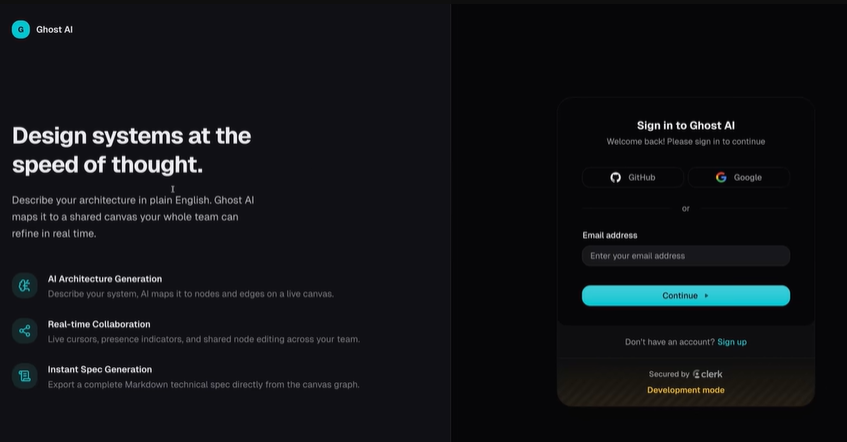 G Ghost AI
Design systems at the
speed of thought.
Describe your architecture in plain English. Ghost AI
maps it to a shared canvas your whole team can
refine in real time.
AI Architecture Generation
Describe your system, AI maps it to nodes and edges on a live canvas.
Real-time Collaboration
Live cursors, presence indicators, and shared node editing across your team.
Instant Spec Generation
Export a complete Markdown technical spec directly from the canvas graph.
Sign in to Ghost AI
Welcome back! Please sign in to continue
GitHub Google
or
Email address
Enter your email address
Continue
Don't have an account? Sign up
Secured by clerk
Development mode